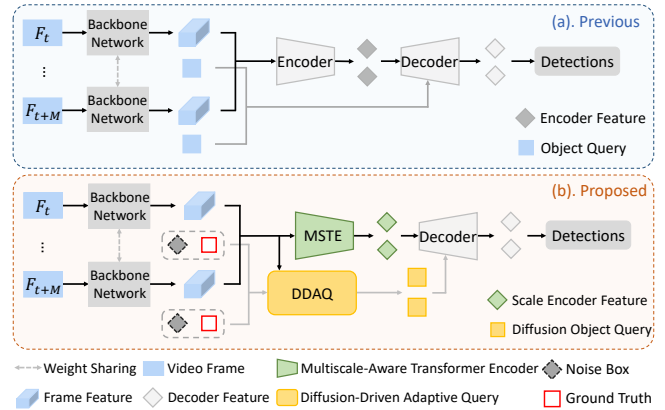 (a). Previous
F_t
Backbone
Network
⋮
F_{t+M}
Backbone
Network
Encoder
Decoder
Detections
Encoder Feature
Object Query
(b). Proposed
F_t
Backbone
Network
⋮
F_{t+M}
Backbone
Network
MSTE
DDAQ
Decoder
Detections
Scale Encoder Feature
Diffusion Object Query
Weight Sharing Video Frame Multiscale-Aware Transformer Encoder Noise Box
Frame Feature Decoder Feature Diffusion-Driven Adaptive Query Ground Truth